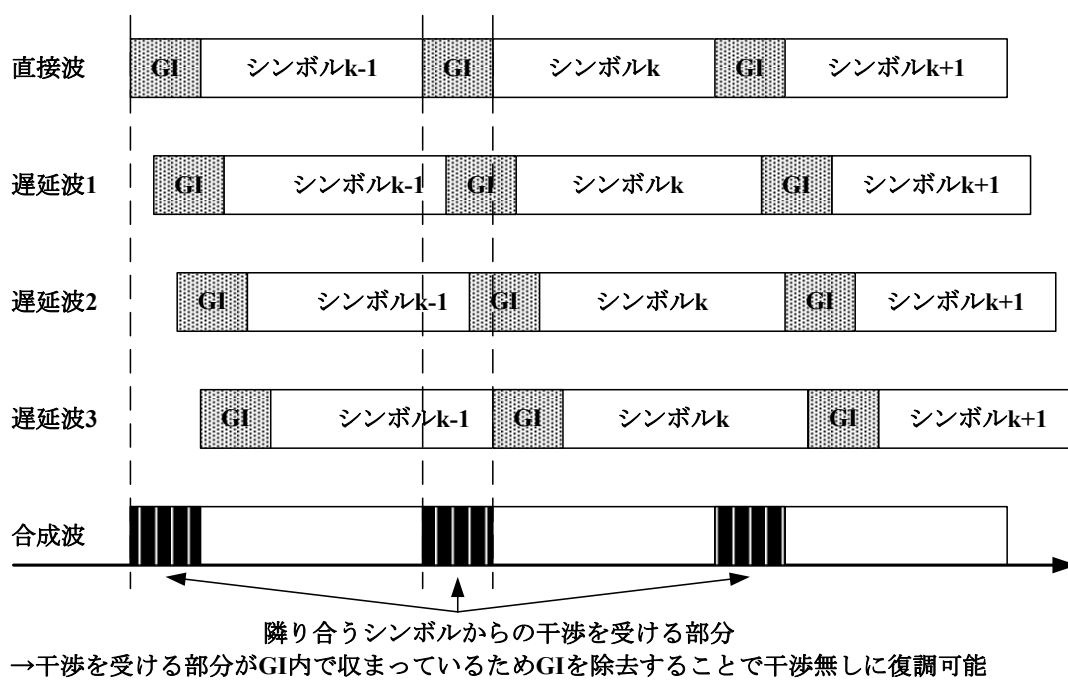 直接波 GI シンボルk-1 GI シンボルk GI シンボルk+1
遅延波1 GI シンボルk-1 GI シンボルk GI シンボルk+1
遅延波2 GI シンボルk-1 GI シンボルk GI シンボルk+1
遅延波3 GI シンボルk-1 GI シンボルk GI シンボルk+1
合成波
隣り合うシンボルからの干渉を受ける部分
→干渉を受ける部分がGI内で収まっているためGIを除去することで干渉無しに復調可能